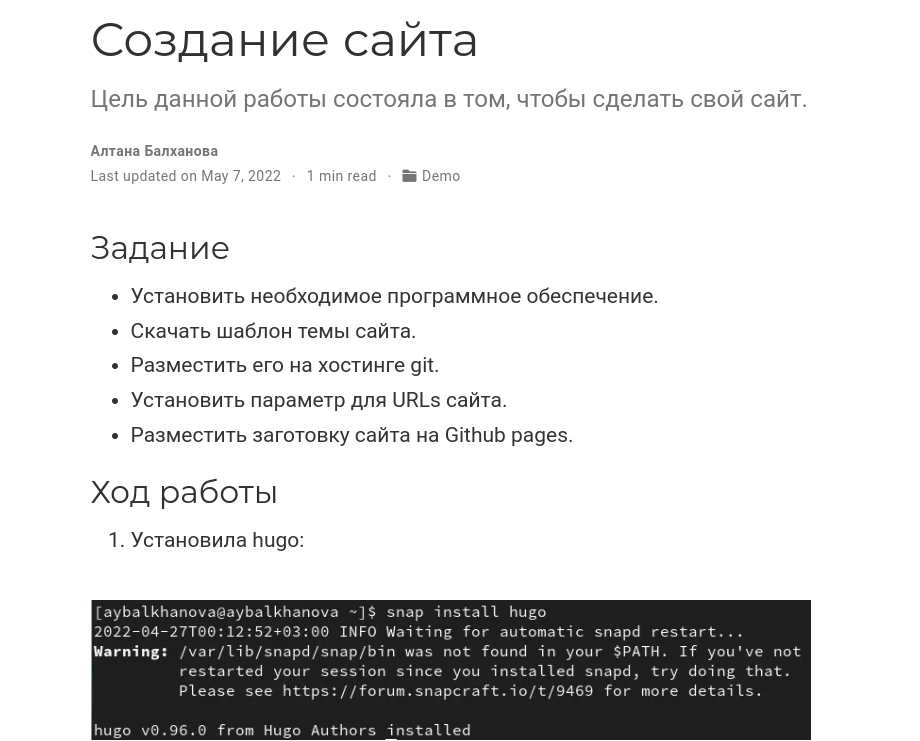 Создание сайта
Цель данной работы состояла в том, чтобы сделать свой сайт.
Алтана Балханова
Last updated on May 7, 2022 · 1 min read · Demo
Задание
• Установить необходимое программное обеспечение.
• Скачать шаблон темы сайта.
• Разместить его на хостинге git.
• Установить параметр для URLs сайта.
• Разместить заготовку сайта на Github pages.
Ход работы
1. Установила hugo:
[aybalkhanova@aybalkhanova ~]$ snap install hugo
2022-04-27T00:12:52+03:00 INFO Waiting for automatic snapd restart...
Warning: /var/lib/snapd/snap/bin was not found in your $PATH. If you've not
restarted your session since you installed snapd, try doing that.
Please see https://forum.snapcraft.io/t/9469 for more details.
hugo v0.96.0 from Hugo Authors installed